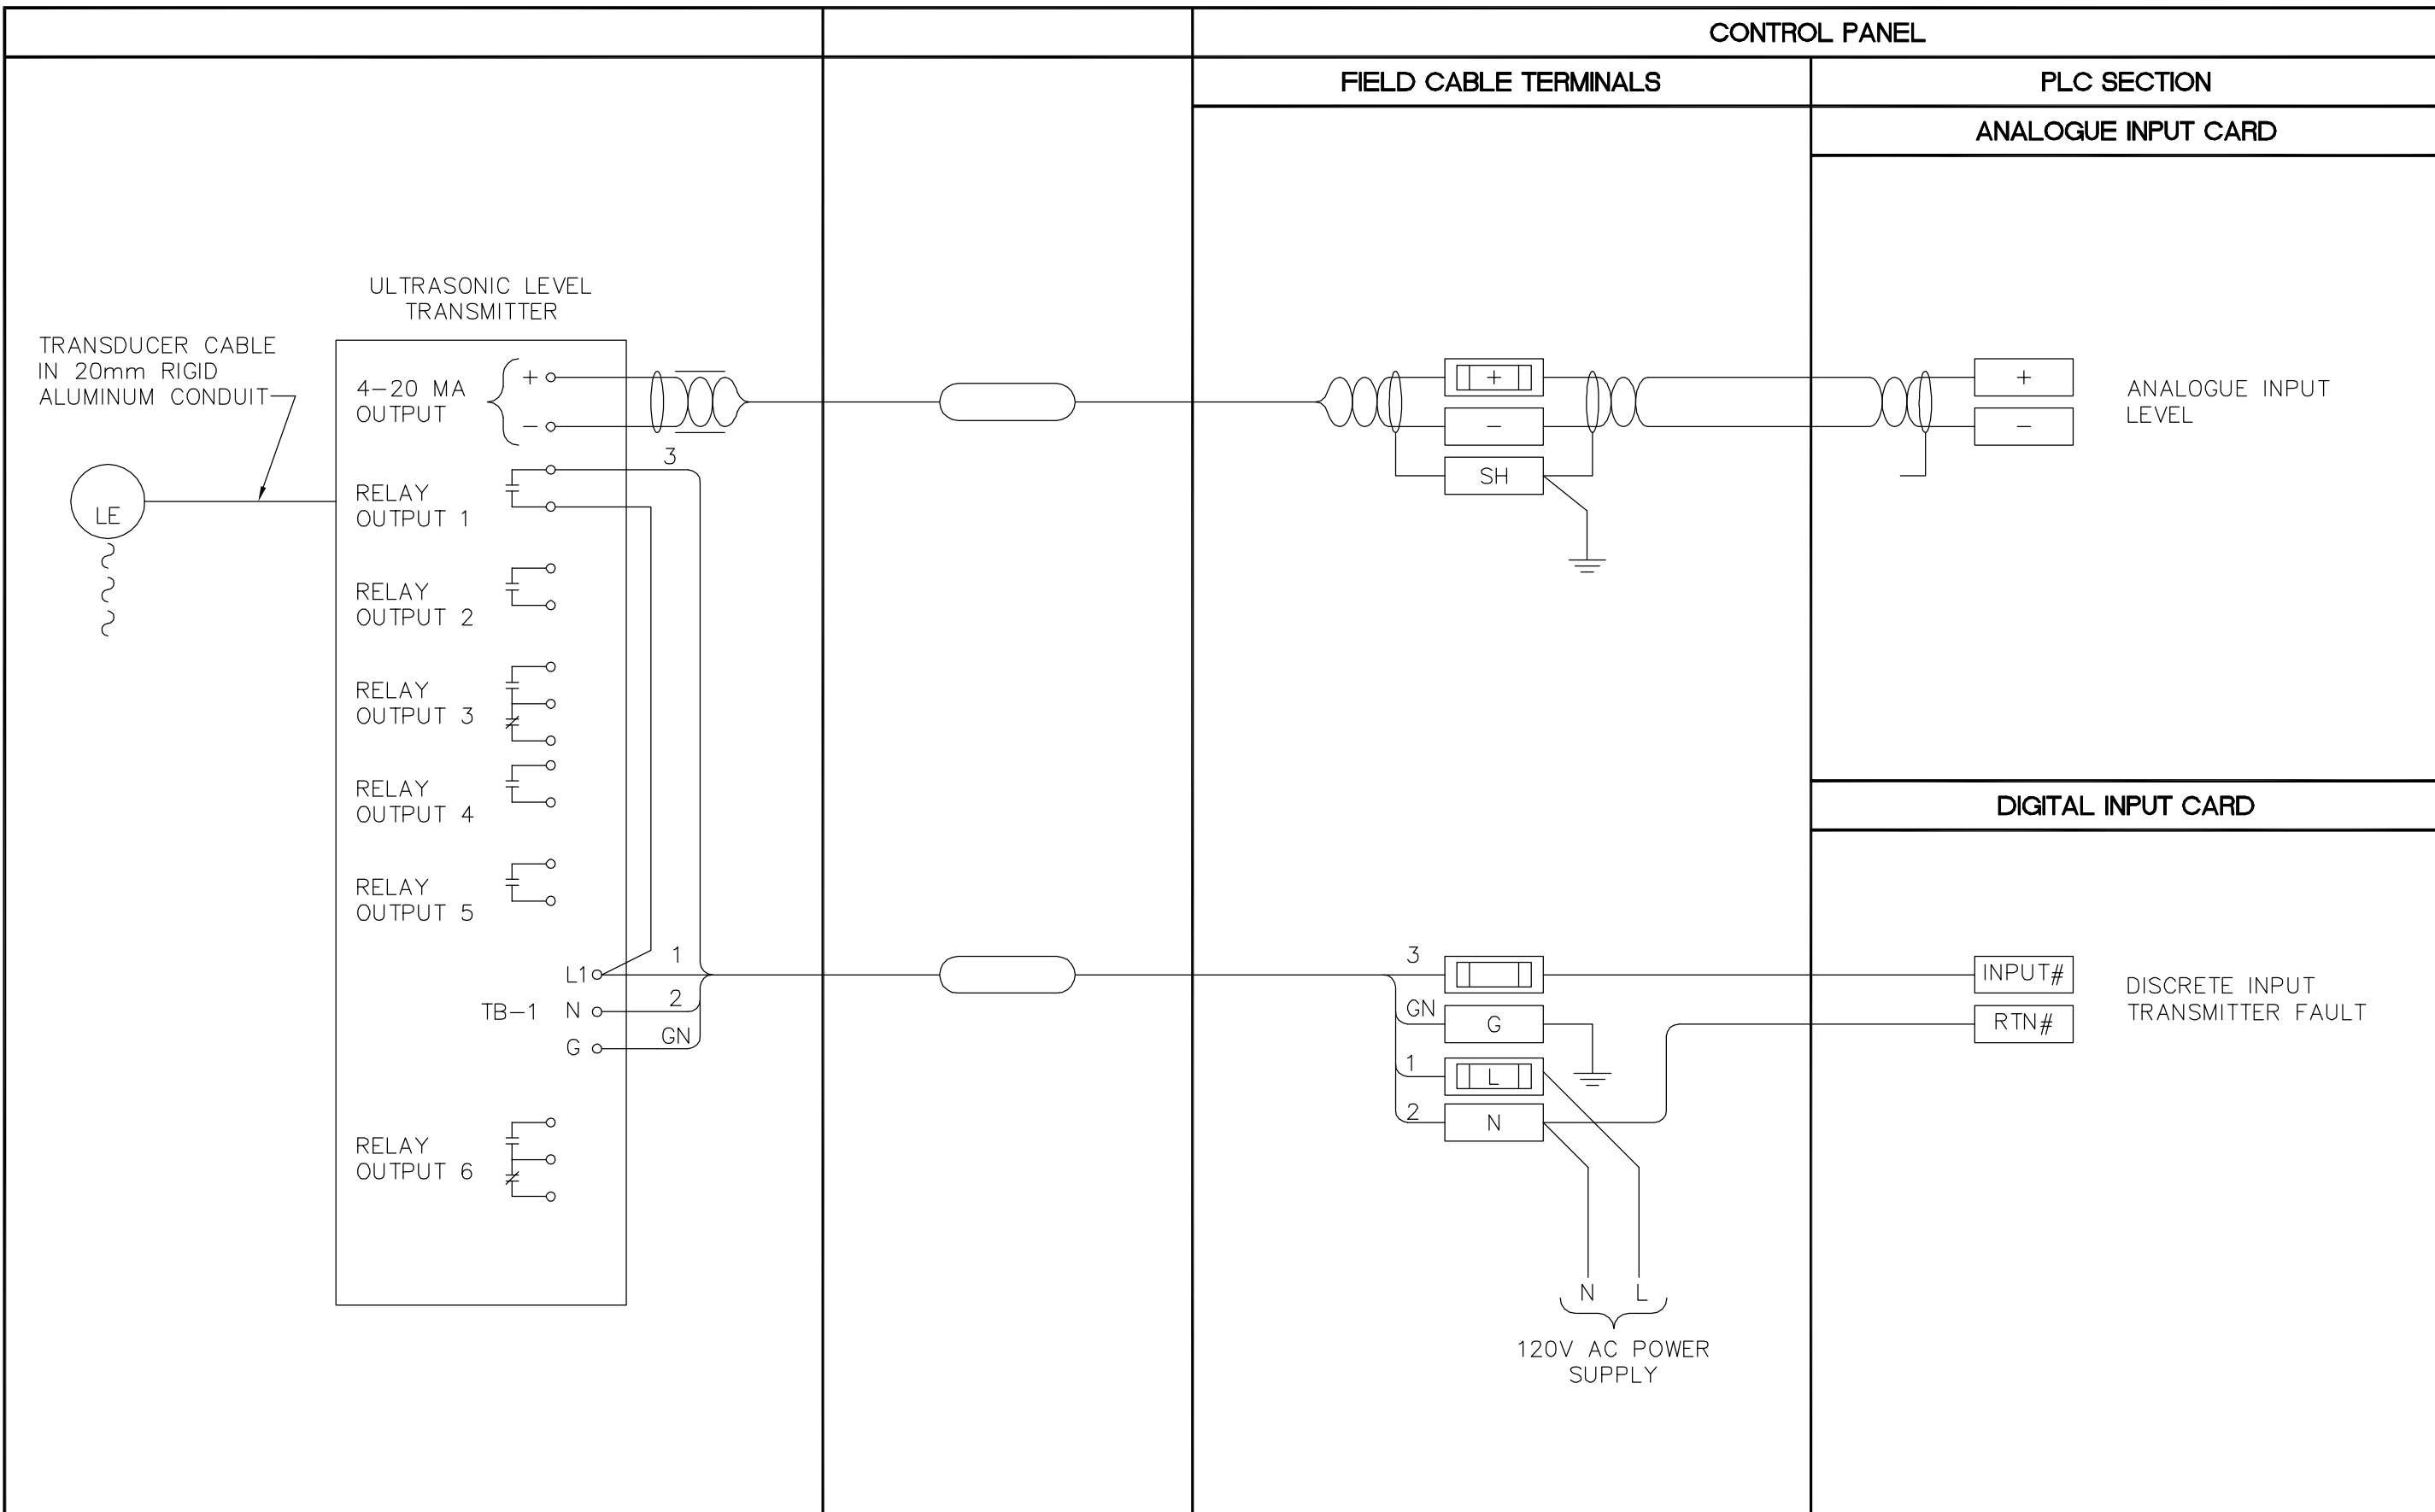 CONTROL PANEL
FIELD CABLE TERMINALS
PLC SECTION
ANALOGUE INPUT CARD
ULTRASONIC LEVEL
TRANSMITTER
TRANSDUCER CABLE
IN 20mm RIGID
ALUMINUM CONDUIT
LE
4-20 MA
OUTPUT
+
-
3
RELAY
OUTPUT 1
RELAY
OUTPUT 2
RELAY
OUTPUT 3
RELAY
OUTPUT 4
RELAY
OUTPUT 5
TB-1
L1
N
G
1
2
GN
RELAY
OUTPUT 6
+
-
SH
+
-
ANALOGUE INPUT
LEVEL
DIGITAL INPUT CARD
3
GN
G
1
L
2
N
N L
120V AC POWER
SUPPLY
INPUT#
RTN#
DISCRETE INPUT
TRANSMITTER FAULT